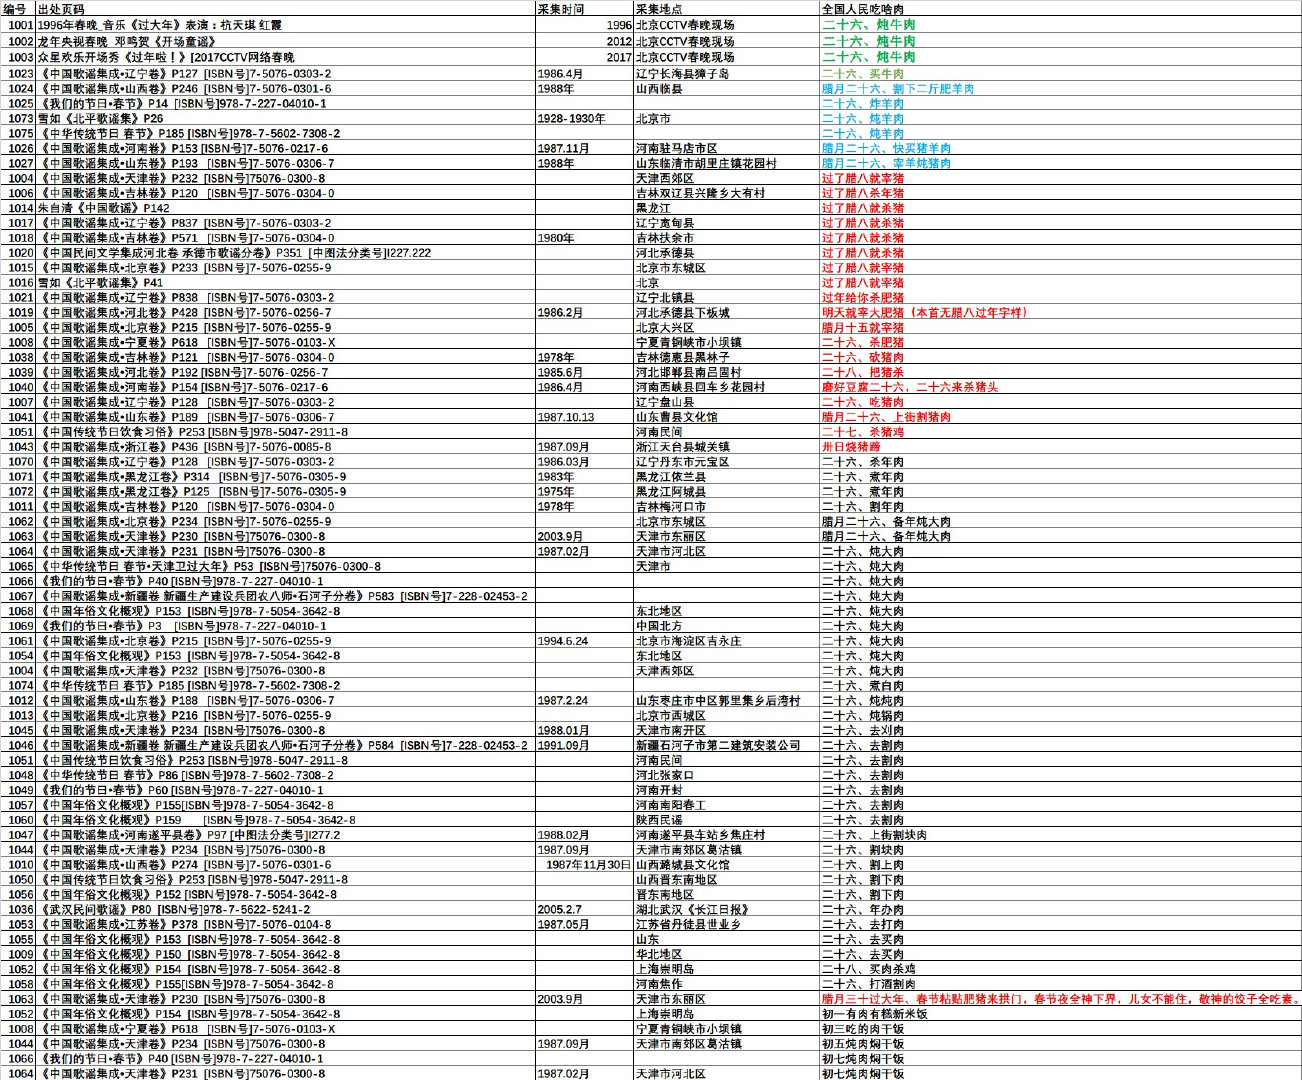 编号 出处页码 采集时间 采集地点 全国人民吃啥肉
1001 1996年春晚_音乐《过大年》表演：杭天琪 红霞 1996 北京CCTV春晚现场 二十六、炖牛肉
1002 龙年央视春晚 邓鸣贺《开场童谣》 2012 北京CCTV春晚现场 二十六、炖牛肉
1003 众星欢乐开场秀《过年啦！》[2017CCTV网络春晚 2017 北京CCTV春晚现场 二十六、炖牛肉
1023 《中国歌谣集成•辽宁卷》P127 [ISBN号]7-5076-0303-2 1986.4月 辽宁长海县獐子岛 二十六、买牛肉
1024 《中国歌谣集成•山西卷》P246 [ISBN号]7-5076-0301-6 1988年 山西临县 腊月二十六、割下二斤肥羊肉
1025 《我们的节日•春节》P14 [ISBN号]978-7-227-04010-1 二十六、炸羊肉
1073 雪如《北平歌谣集》P26 1928-1930年 北京市 二十六、炖羊肉
1075 《中华传统节日 春节》P185 [ISBN号]978-7-5602-7308-2 二十六、炖羊肉
1026 《中国歌谣集成•河南卷》P153 [ISBN号]7-5076-0217-6 1987.11月 河南驻马店市区 腊月二十六、快买猪羊肉
1027 《中国歌谣集成•山东卷》P193 [ISBN号]7-5076-0306-7 1988年 山东临清市胡里庄镇花园村 腊月二十六、宰羊炖猪肉
1004 《中国歌谣集成•天津卷》P232 [ISBN号]75076-0300-8 天津西郊区 过了腊八就宰猪
1006 《中国歌谣集成•吉林卷》P120 [ISBN号]7-5076-0304-0 吉林双辽县兴隆乡大有村 过了腊八杀年猪
1014 朱自清《中国歌谣》P142 黑龙江 过了腊八就杀猪
1017 《中国歌谣集成•辽宁卷》P837 [ISBN号]7-5076-0303-2 辽宁宽甸县 过了腊八就杀猪
1018 《中国歌谣集成•吉林卷》P571 [ISBN号]7-5076-0304-0 1980年 吉林扶余市 过了腊八就杀猪
1020 《中国民间文学集成河北卷 承德市歌谣分卷》P351 [中图法分类号]I227.222 河北承德县 过了腊八就杀猪
1015 《中国歌谣集成•北京卷》P233 [ISBN号]7-5076-0255-9 北京市东城区 过了腊八就宰猪
1016 雪如《北平歌谣集》P41 北京 过了腊八就宰猪
1021 《中国歌谣集成•辽宁卷》P838 [ISBN号]7-5076-0303-2 辽宁北镇县 过年给你杀肥猪
1019 《中国歌谣集成•河北卷》P428 [ISBN号]7-5076-0256-7 1986.2月 河北承德县下板城 明天就宰大肥猪（本首无腊八过年字样）
1005 《中国歌谣集成•北京卷》P215 [ISBN号]7-5076-0255-9 北京大兴区 腊月十五就宰猪
1008 《中国歌谣集成•宁夏卷》P618 [ISBN号]7-5076-0103-X 宁夏青铜峡市小坝镇 二十六、杀肥猪
1038 《中国歌谣集成•吉林卷》P121 [ISBN号]7-5076-0304-0 1978年 吉林德惠县黑林子 二十六、砍猪肉
1039 《中国歌谣集成•河北卷》P192 [ISBN号]7-5076-0256-7 1985.6月 河北邯郸县南吕固村 二十八、把猪杀
1040 《中国歌谣集成•河南卷》P154 [ISBN号]7-5076-0217-6 1986.4月 河南西峡县回车乡花园村 磨好豆腐二十六，二十六来杀猪头
1007 《中国歌谣集成•辽宁卷》P128 [ISBN号]7-5076-0303-2 辽宁盘山县 二十六、吃猪肉
1041 《中国歌谣集成•山东卷》P189 [ISBN号]7-5076-0306-7 1987.10.13 山东曹县文化馆 腊月二十六、上街割猪肉
1051 《中国传统节日饮食习俗》P253 [ISBN号]978-5047-2911-8 河南民间 二十七、杀猪鸡
1043 《中国歌谣集成•浙江卷》P436 [ISBN号]7-5076-0085-8 1987.09月 浙江天台县城关镇 卅日烧猪蹄
1070 《中国歌谣集成•辽宁卷》P128 [ISBN号]7-5076-0303-2 1986.03月 辽宁丹东市元宝区 二十六、杀年肉
1071 《中国歌谣集成•黑龙江卷》P314 [ISBN号]7-5076-0305-9 1983年 黑龙江依兰县 二十六、煮年肉
1072 《中国歌谣集成•黑龙江卷》P125 [ISBN号]7-5076-0305-9 1975年 黑龙江阿城县 二十六、煮年肉
1011 《中国歌谣集成•吉林卷》P120 [ISBN号]7-5076-0304-0 1978年 吉林梅河口市 二十六、割年肉
1062 《中国歌谣集成•北京卷》P234 [ISBN号]7-5076-0255-9 北京市东城区 腊月二十六、备年炖大肉
1063 《中国歌谣集成•天津卷》P230 [ISBN号]75076-0300-8 2003.9月 天津市东丽区 腊月二十六、备年炖大肉
1064 《中国歌谣集成•天津卷》P231 [ISBN号]75076-0300-8 1987.02月 天津市河北区 二十六、炖大肉
1065 《中华传统节日 春节•天津卫过大年》P53 [ISBN号]75076-0300-8 天津市 二十六、炖大肉
1066 《我们的节日•春节》P40 [ISBN号]978-7-227-04010-1 二十六、炖大肉
1067 《中国歌谣集成•新疆卷 新疆生产建设兵团农八师•石河子分卷》P583 [ISBN号]7-228-02453-2 二十六、炖大肉
1068 《中国年俗文化概观》P153 [ISBN号]978-7-5054-3642-8 东北地区 二十六、炖大肉
1069 《我们的节日•春节》P3 [ISBN号]978-7-227-04010-1 中国北方 二十六、炖大肉
1061 《中国歌谣集成•北京卷》P215 [ISBN号]7-5076-0255-9 1994.6.24 北京市海淀区吉永庄 二十六、炖大肉
1054 《中国年俗文化概观》P153 [ISBN号]978-7-5054-3642-8 东北地区 二十六、炖大肉
1004 《中国歌谣集成•天津卷》P232 [ISBN号]75076-0300-8 天津西郊区 二十六、炖大肉
1074 《中华传统节日 春节》P185 [ISBN号]978-7-5602-7308-2 二十六、煮白肉
1012 《中国歌谣集成•山东卷》P188 [ISBN号]7-5076-0306-7 1987.2.24 山东枣庄市中区郭里集乡后湾村 二十六、炖炖肉
1013 《中国歌谣集成•北京卷》P216 [ISBN号]7-5076-0255-9 北京市西城区 二十六、炖锅肉
1045 《中国歌谣集成•天津卷》P234 [ISBN号]75076-0300-8 1988.01月 天津市南开区 二十六、去刈肉
1046 《中国歌谣集成•新疆卷 新疆生产建设兵团农八师•石河子分卷》P584 [ISBN号]7-228-02453-2 1991.09月 新疆石河子市第二建筑安装公司 二十六、去割肉
1051 《中国传统节日饮食习俗》P253 [ISBN号]978-5047-2911-8 河南民间 二十六、去割肉
1048 《中华传统节日 春节》P86 [ISBN号]978-7-5602-7308-2 河北张家口 二十六、去割肉
1049 《我们的节日•春节》P60 [ISBN号]978-7-227-04010-1 河南开封 二十六、去割肉
1057 《中国年俗文化概观》P155[ISBN号]978-7-5054-3642-8 河南南阳春工 二十六、去割肉
1060 《中国年俗文化概观》P159 [ISBN号]978-7-5054-3642-8 陕西民谣 二十六、去割肉
1047 《中国歌谣集成•河南遂平县卷》P97 [中图法分类号]I277.2 1988.02月 河南遂平县车站乡焦庄村 二十六、上街割块肉
1044 《中国歌谣集成•天津卷》P234 [ISBN号]75076-0300-8 1987.09月 天津市南郊区葛沽镇 二十六、割块肉
1010 《中国歌谣集成•山西卷》P274 [ISBN号]7-5076-0301-6 1987年11月30日 山西潞城县文化馆 二十六、割上肉
1050 《中国传统节日饮食习俗》P253 [ISBN号]978-5047-2911-8 山西晋东南地区 二十六、割下肉
1056 《中国年俗文化概观》P152 [ISBN号]978-7-5054-3642-8 晋东南地区 二十六、割下肉
1036 《武汉民间歌谣》P80 [ISBN号]978-7-5622-5241-2 2005.2.7 湖北武汉《长江日报》 二十六、年办肉
1053 《中国歌谣集成•江苏卷》P378 [ISBN号]7-5076-0104-8 1987.05月 江苏省丹徒县世业乡 二十六、去打肉
1055 《中国年俗文化概观》P153 [ISBN号]978-7-5054-3642-8 山东 二十六、去买肉
1009 《中国年俗文化概观》P150 [ISBN号]978-7-5054-3642-8 华北地区 二十六、去买肉
1052 《中国年俗文化概观》P154 [ISBN号]978-7-5054-3642-8 上海崇明岛 二十八、买肉杀鸡
1058 《中国年俗文化概观》P155[ISBN号]978-7-5054-3642-8 河南焦作 二十六、打酒割肉
1063 《中国歌谣集成•天津卷》P230 [ISBN号]75076-0300-8 2003.9月 天津市东丽区 腊月三十过大年、春节粘贴肥猪来拱门，春节夜全神下界，儿女不能住，敬神的饺子全吃素。
1052 《中国年俗文化概观》P154 [ISBN号]978-7-5054-3642-8 上海崇明岛 初一有肉有糕新米饭
1008 《中国歌谣集成•宁夏卷》P618 [ISBN号]7-5076-0103-X 宁夏青铜峡市小坝镇 初三吃的肉干饭
1044 《中国歌谣集成•天津卷》P234 [ISBN号]75076-0300-8 1987.09月 天津市南郊区葛沽镇 初五炖肉焖干饭
1066 《我们的节日•春节》P40 [ISBN号]978-7-227-04010-1 初七炖肉焖干饭
1064 《中国歌谣集成•天津卷》P231 [ISBN号]75076-0300-8 1987.02月 天津市河北区 初七炖肉焖干饭